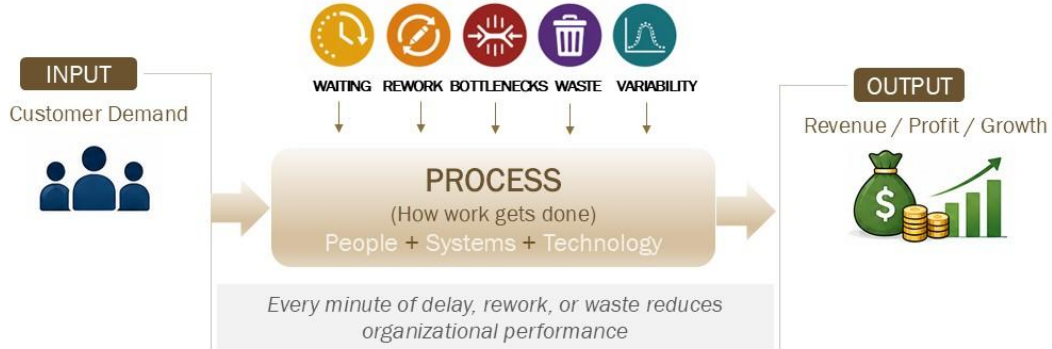 INPUT
Customer Demand
WAITING REWORK BOTTLENECKS WASTE VARIABILITY
PROCESS
(How work gets done)
People + Systems + Technology
Every minute of delay, rework, or waste reduces
organizational performance
OUTPUT
Revenue / Profit / Growth
$